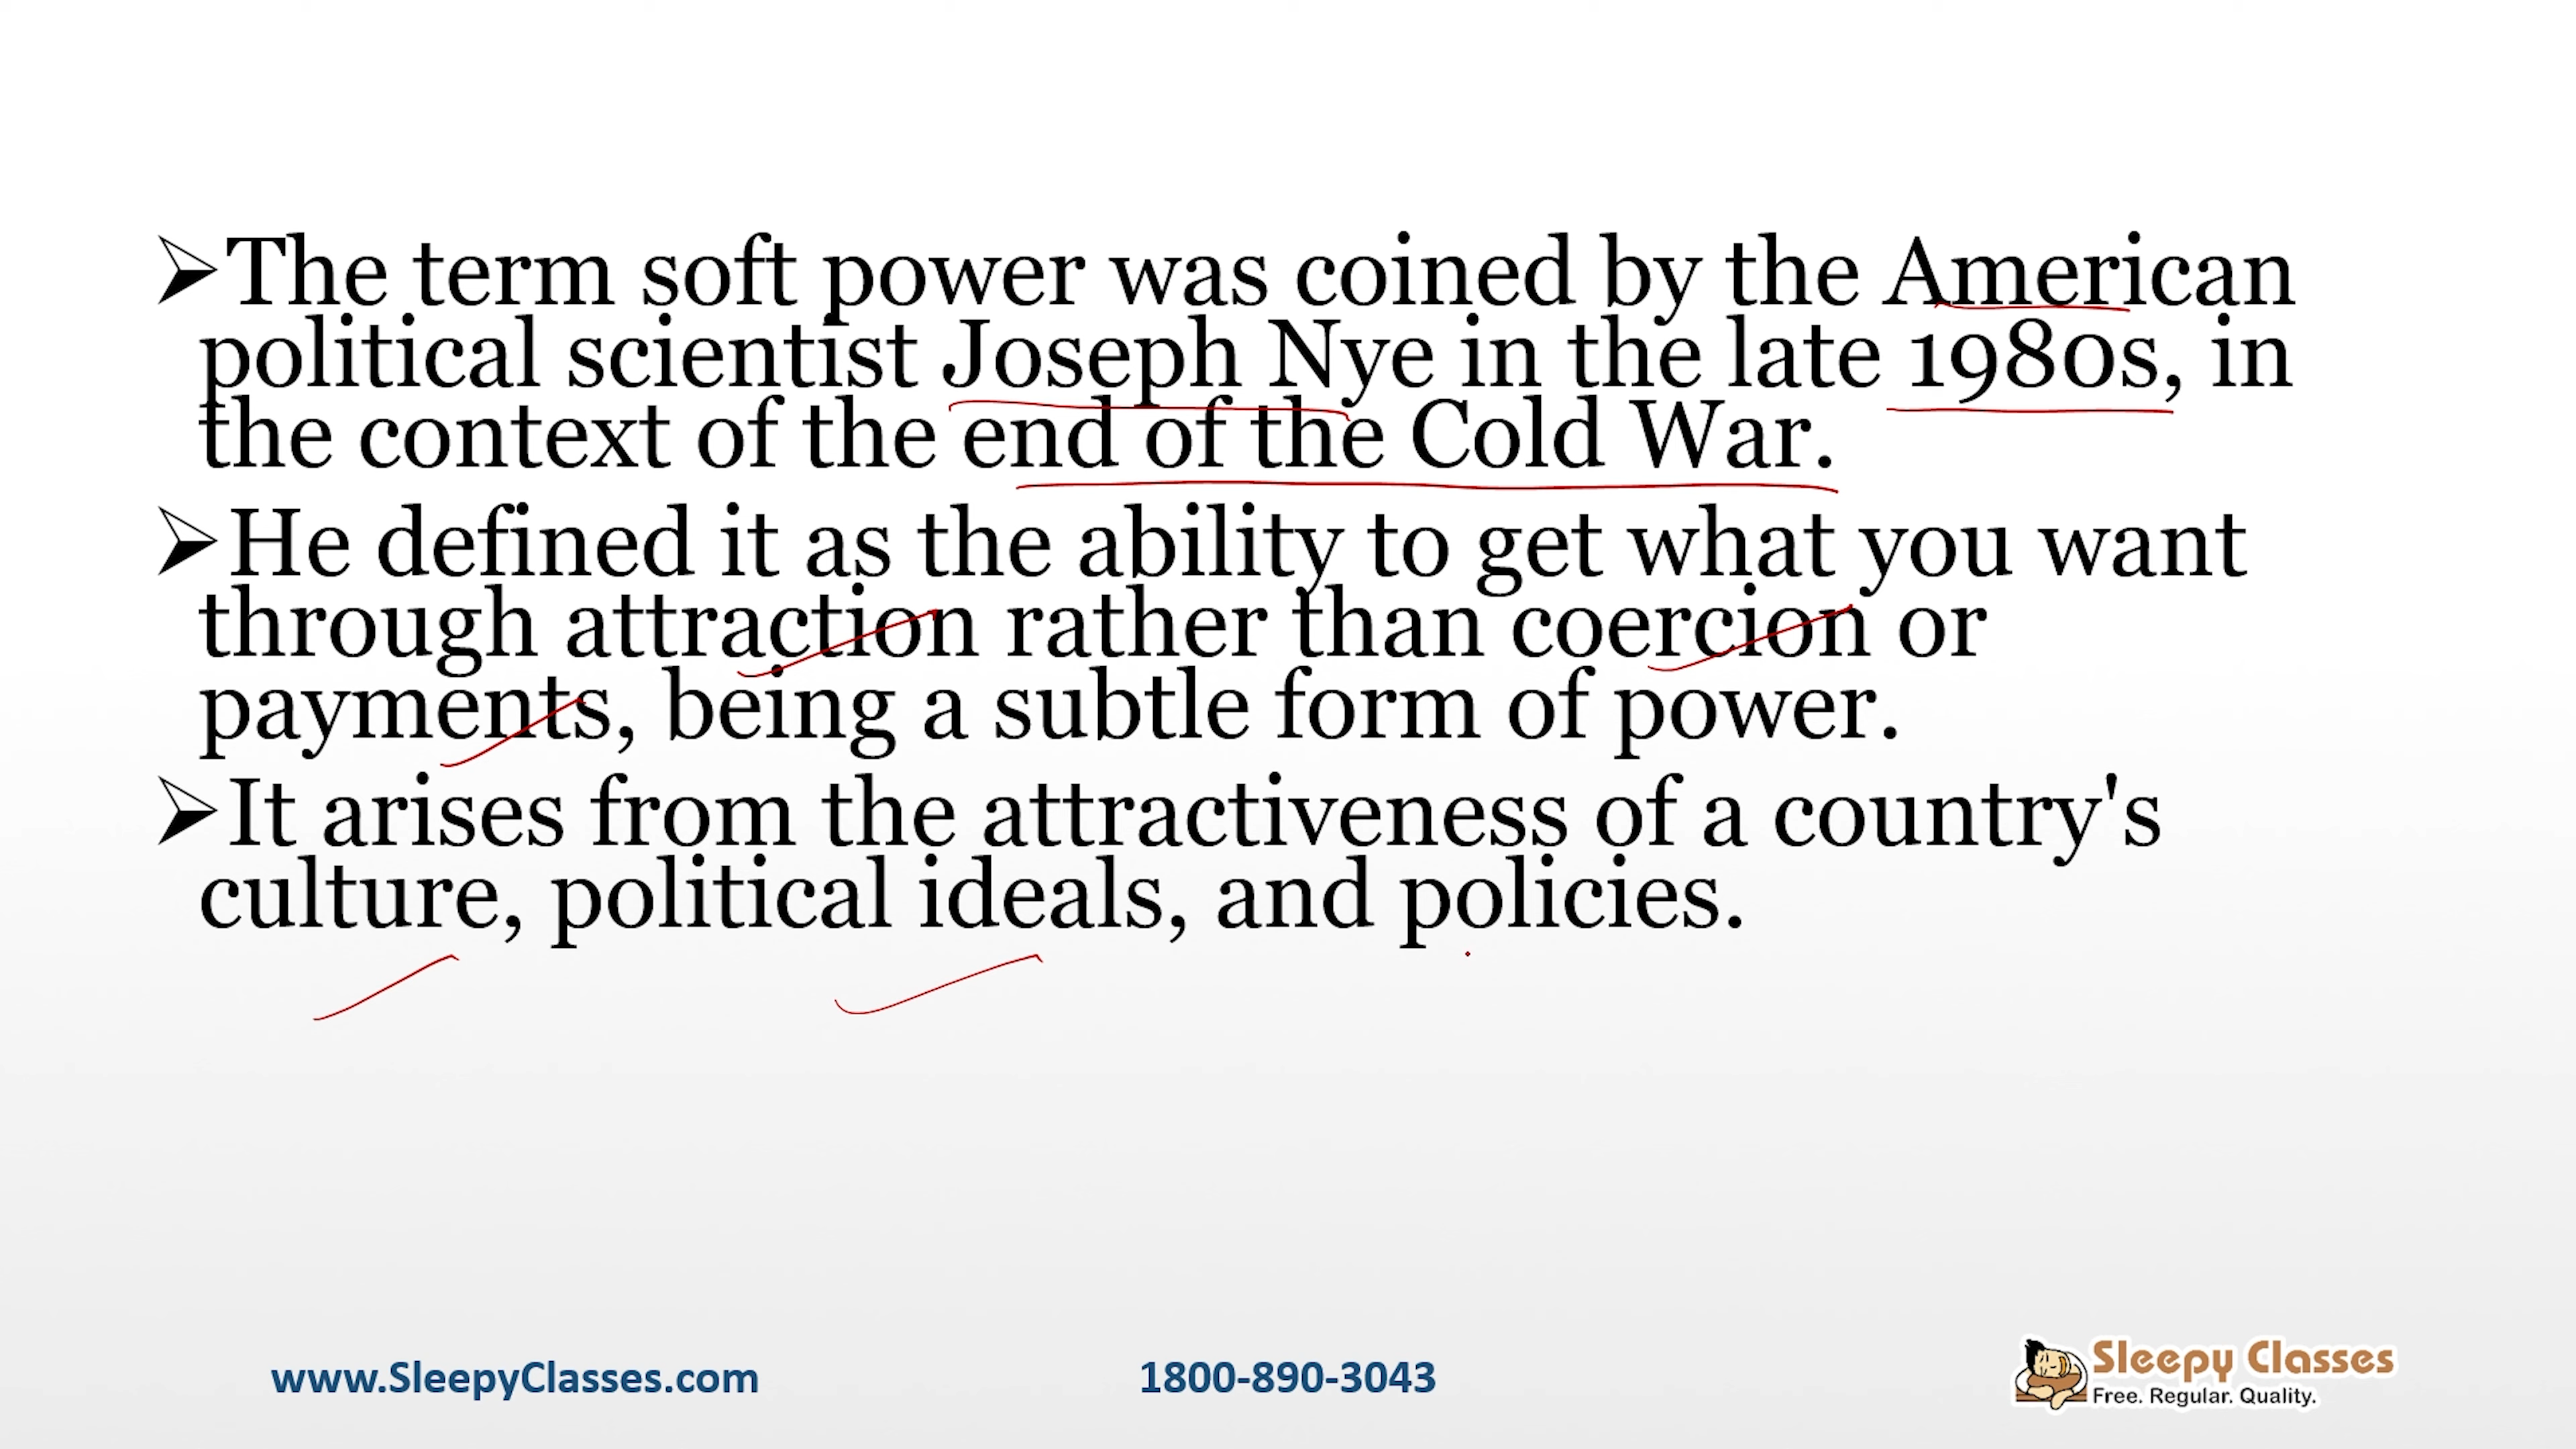 ➢The term soft power was coined by the American
political scientist Joseph Nye in the late 1980s, in
the context of the end of the Cold War.
➢He defined it as the ability to get what you want
through attraction rather than coercion or
payments, being a subtle form of power.
➢It arises from the attractiveness of a country's
culture, political ideals, and policies.
www.SleepyClasses.com
1800-890-3043
Sleepy Classes
Free. Regular. Quality.